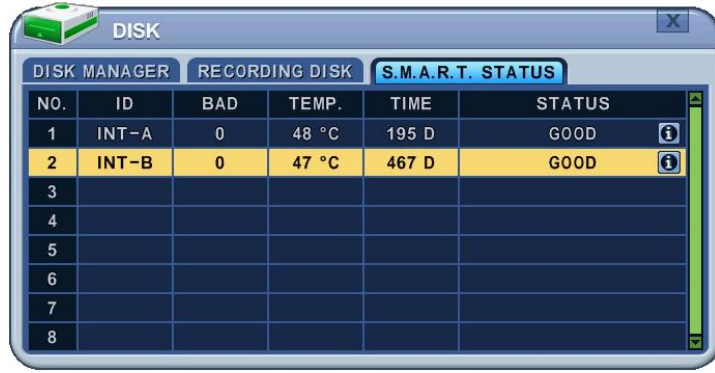 DISK
X
DISK MANAGER RECORDING DISK S.M.A.R.T. STATUS
NO. ID BAD TEMP. TIME STATUS
1 INT-A 0 48 °C 195 D GOOD i
2 INT-B 0 47 °C 467 D GOOD i
3
4
5
6
7
8